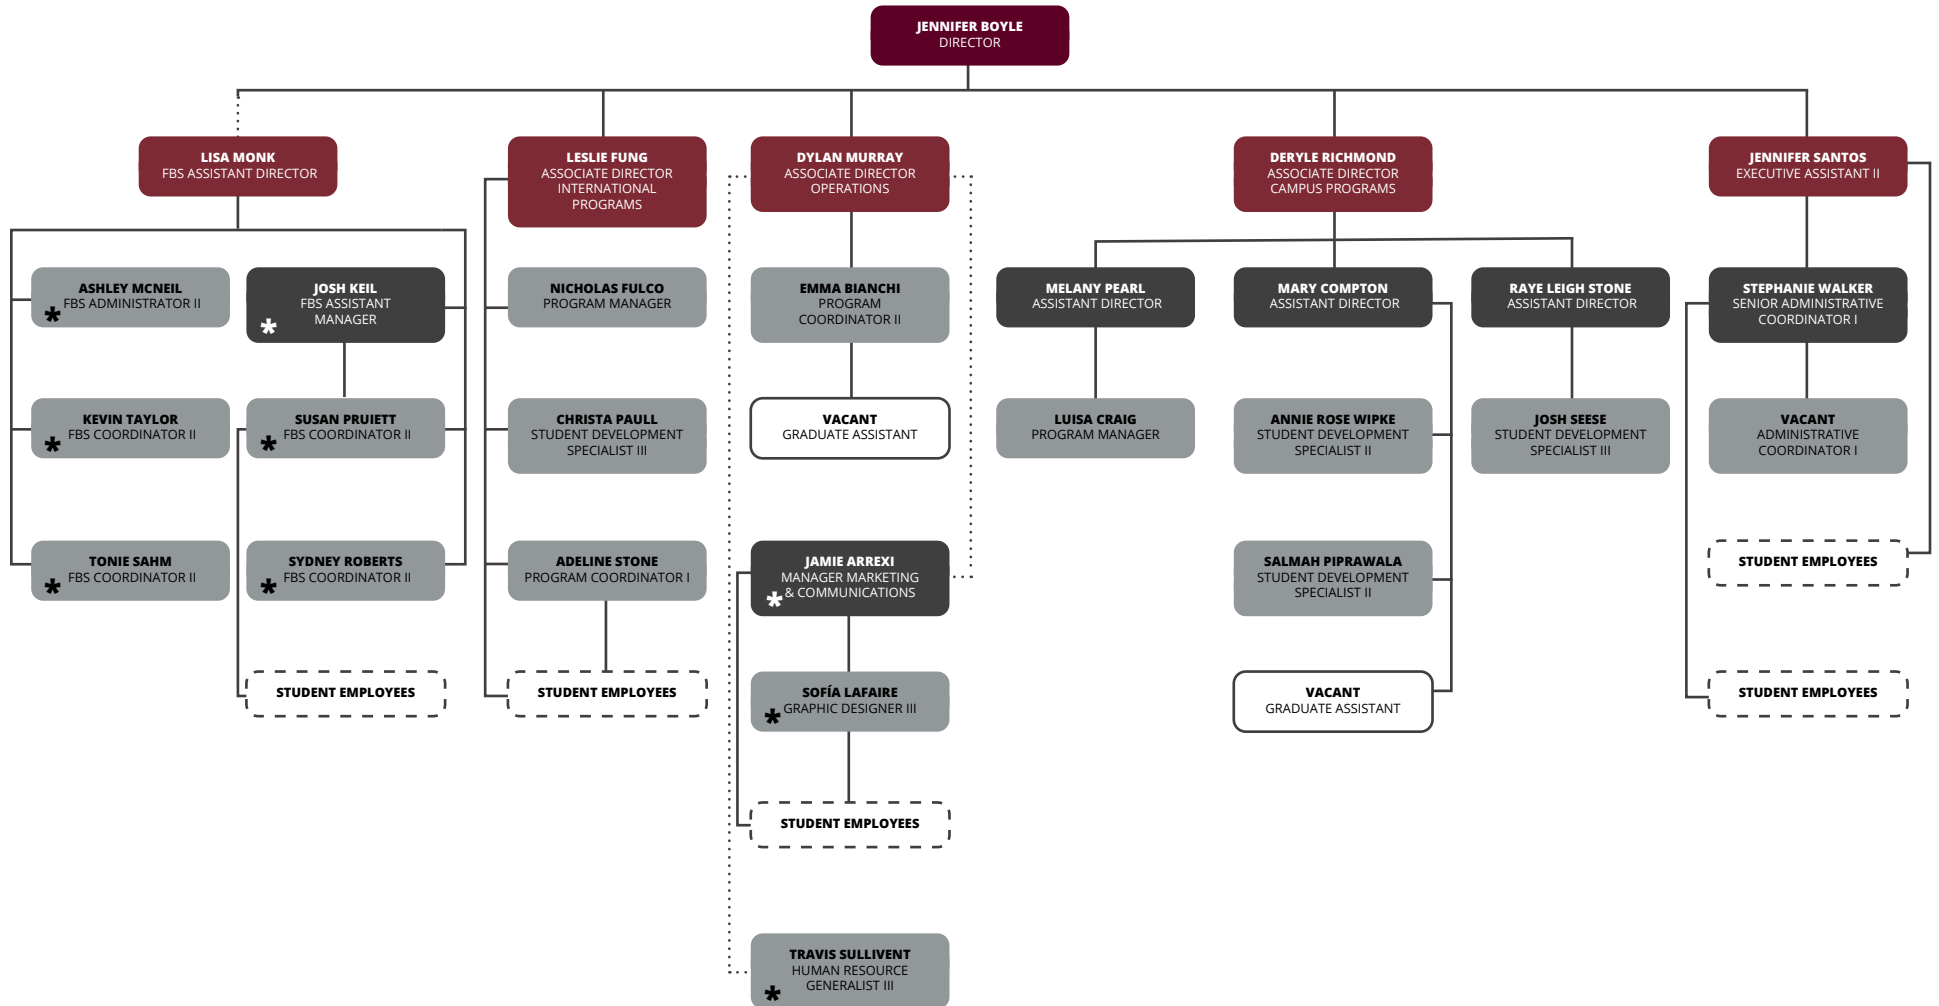 JENNIFER BOYLE
DIRECTOR
LISA MONK
FBS ASSISTANT DIRECTOR
LESLIE FUNG
ASSOCIATE DIRECTOR
INTERNATIONAL
PROGRAMS
DYLAN MURRAY
ASSOCIATE DIRECTOR
OPERATIONS
DERYLE RICHMOND
ASSOCIATE DIRECTOR
CAMPUS PROGRAMS
JENNIFER SANTOS
EXECUTIVE ASSISTANT II
ASHLEY MCNEIL
FBS ADMINISTRATOR II
*
JOSH KEIL
FBS ASSISTANT
MANAGER
*
NICHOLAS FULCO
PROGRAM MANAGER
EMMA BIANCHI
PROGRAM
COORDINATOR II
MELANY PEARL
ASSISTANT DIRECTOR
MARY COMPTON
ASSISTANT DIRECTOR
RAYE LEIGH STONE
ASSISTANT DIRECTOR
STEPHANIE WALKER
SENIOR ADMINISTRATIVE
COORDINATOR I
KEVIN TAYLOR
FBS COORDINATOR II
*
SUSAN PRUIETT
FBS COORDINATOR II
*
CHRISTA PAULL
STUDENT DEVELOPMENT
SPECIALIST III
VACANT
GRADUATE ASSISTANT
LUISA CRAIG
PROGRAM MANAGER
ANNIE ROSE WIPKE
STUDENT DEVELOPMENT
SPECIALIST II
JOSH SEESE
STUDENT DEVELOPMENT
SPECIALIST III
VACANT
ADMINISTRATIVE
COORDINATOR I
TONIE SAHM
FBS COORDINATOR II
*
SYDNEY ROBERTS
FBS COORDINATOR II
*
ADELINE STONE
PROGRAM COORDINATOR I
JAMIE ARREXI
MANAGER MARKETING
& COMMUNICATIONS
*
SALMAH PIPRAWALA
STUDENT DEVELOPMENT
SPECIALIST II
STUDENT EMPLOYEES
STUDENT EMPLOYEES
STUDENT EMPLOYEES
SOFÍA LAFAIRE
GRAPHIC DESIGNER III
*
VACANT
GRADUATE ASSISTANT
STUDENT EMPLOYEES
STUDENT EMPLOYEES
TRAVIS SULLIVENT
HUMAN RESOURCE
GENERALIST III
*